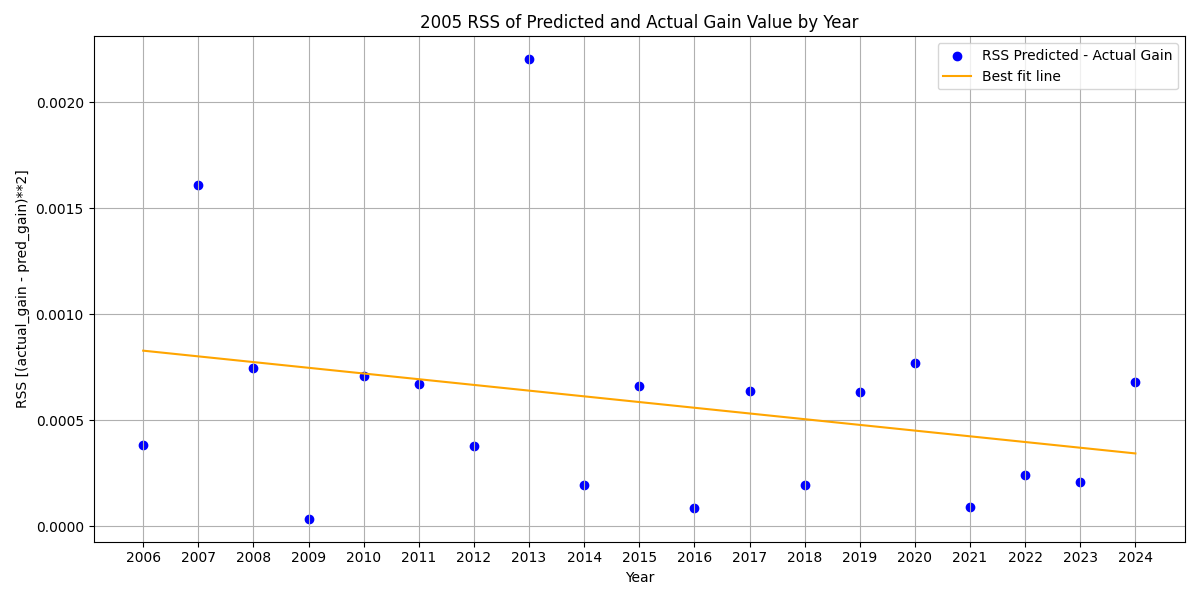 2005 RSS of Predicted and Actual Gain Value by Year
RSS Predicted - Actual Gain
Best fit line
RSS [(actual_gain - pred_gain)**2]
0.0020
0.0015
0.0010
0.0005
0.0000
2006 2007 2008 2009 2010 2011 2012 2013 2014 2015 2016 2017 2018 2019 2020 2021 2022 2023 2024
Year